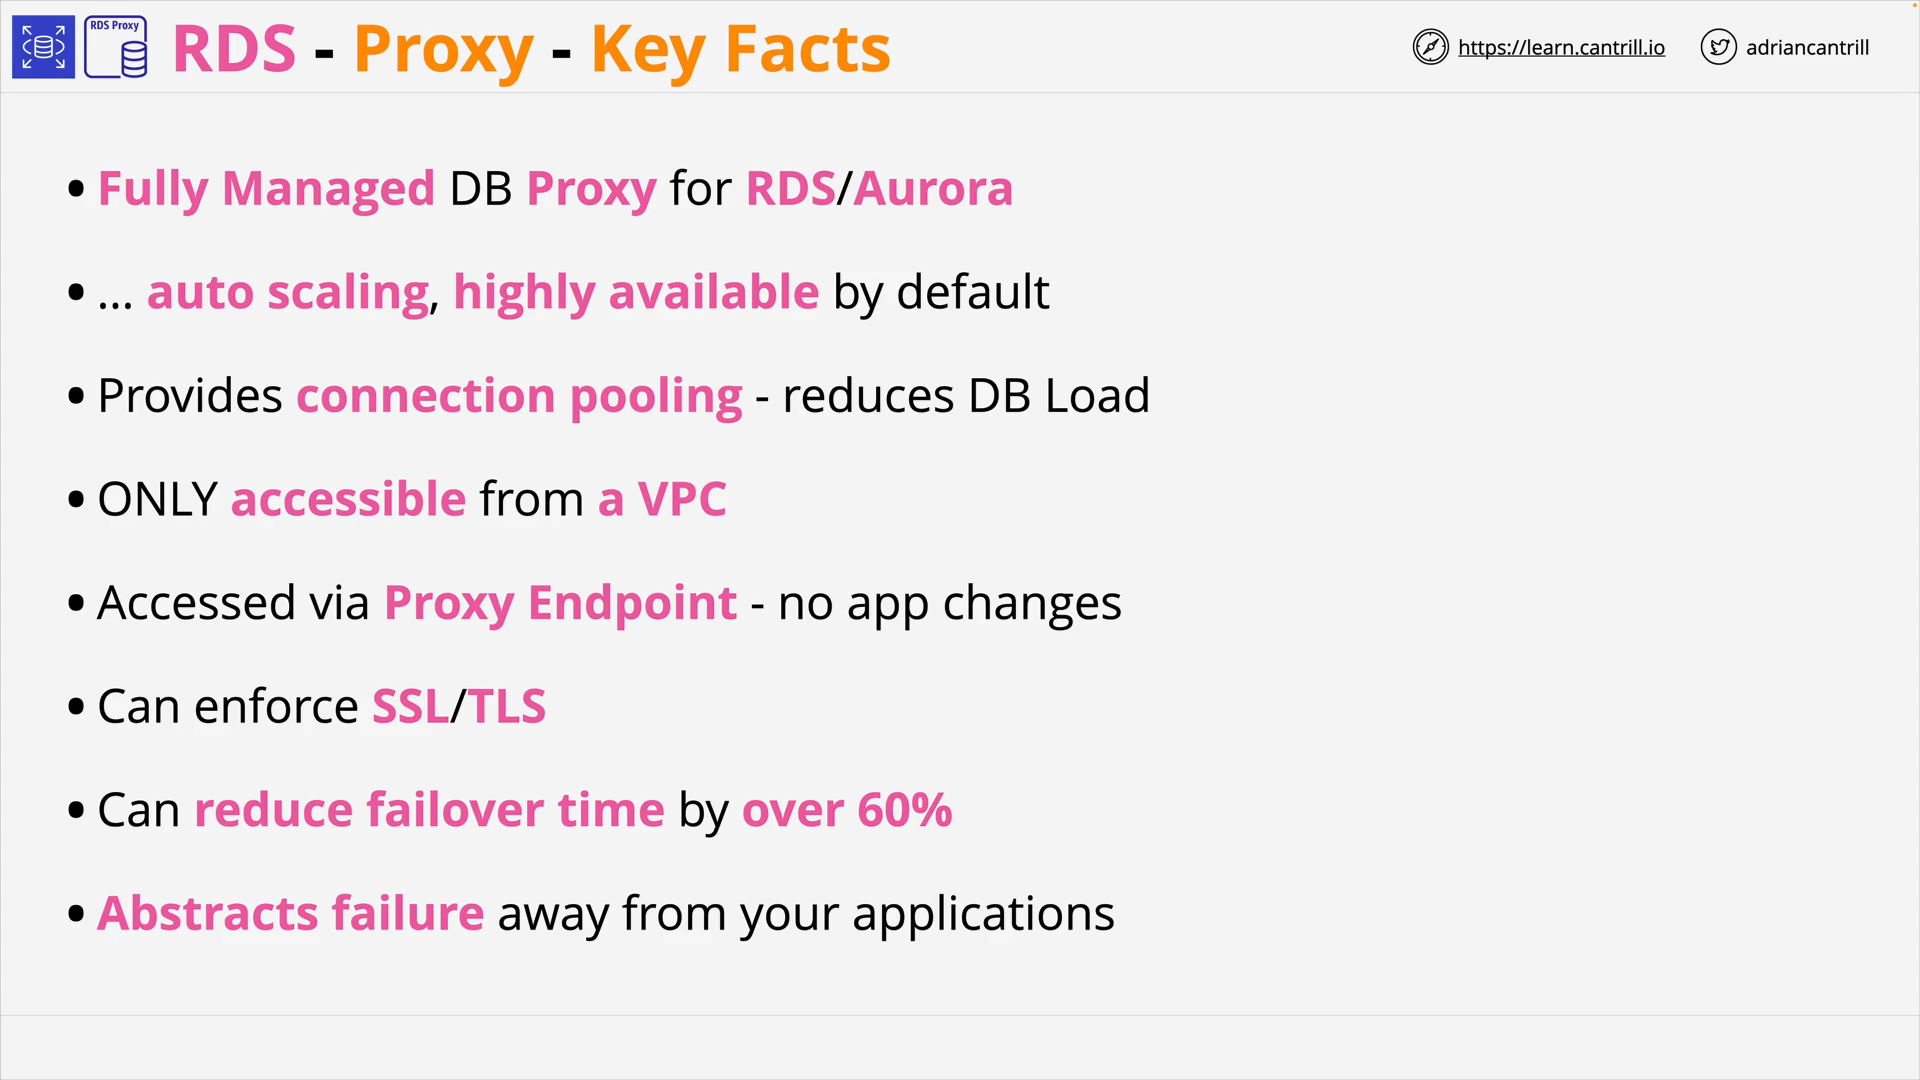 RDS Proxy
RDS - Proxy - Key Facts
https://learn.cantrill.io
adriancantrill
• Fully Managed DB Proxy for RDS/Aurora
• ... auto scaling, highly available by default
• Provides connection pooling - reduces DB Load
• ONLY accessible from a VPC
• Accessed via Proxy Endpoint - no app changes
• Can enforce SSL/TLS
• Can reduce failover time by over 60%
• Abstracts failure away from your applications